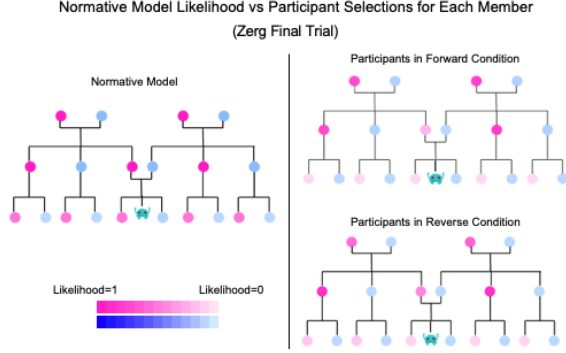 Normative Model Likelihood vs Participant Selections for Each Member
(Zerg Final Trial)
Normative Model
Likelihood=1
Likelihood=0
Participants in Forward Condition
Participants in Reverse Condition